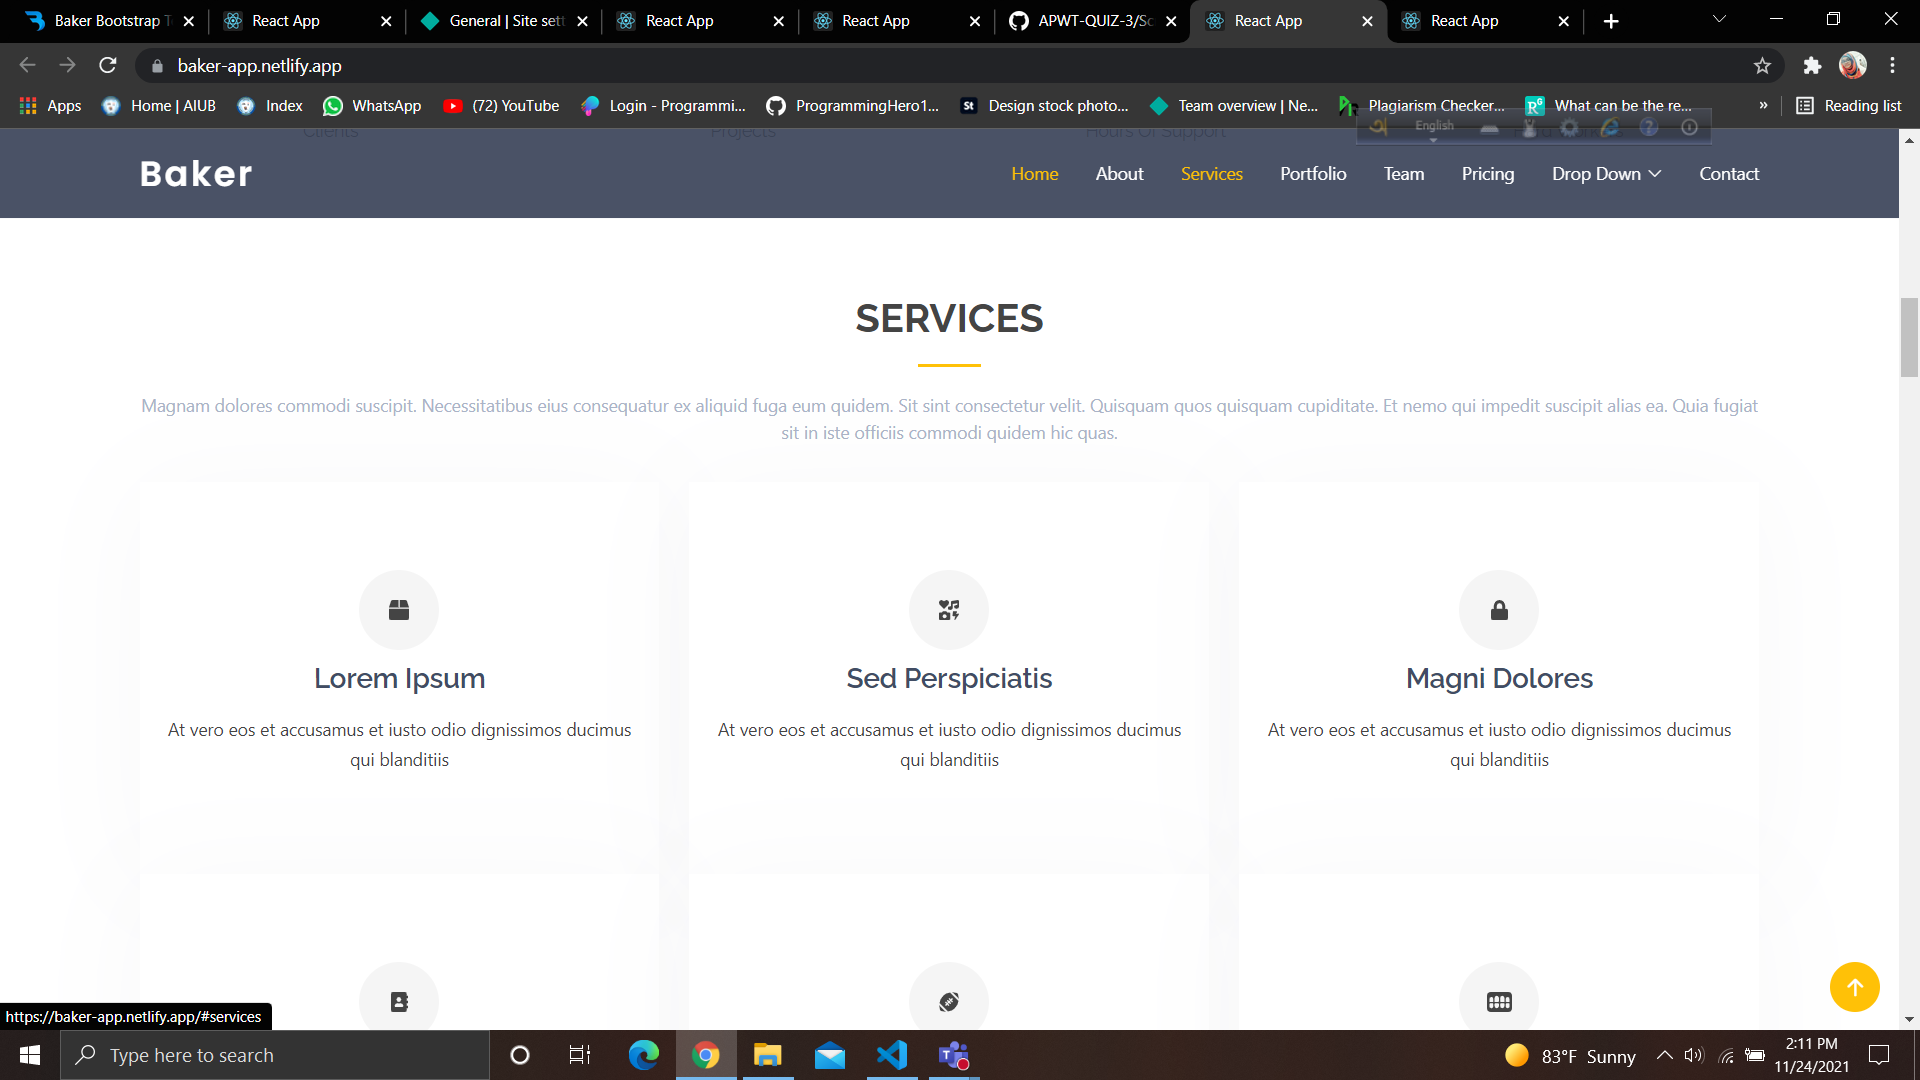 Baker Bootstrap T
React App
General | Site sett
React App
React App
APWT-QUIZ-3/Sc
React App
React App
baker-app.netlify.app
Apps
Home | AIUB
Index
WhatsApp
(72) YouTube
Login - Programmi...
ProgrammingHero1...
St
Design stock photo...
Team overview | Ne...
Plagiarism Checker...
What can be the re...
»
Reading list
Clients
Projects
Hours Of Support
English
Baker
Home
About
Services
Portfolio
Team
Pricing
Drop Down
Contact
SERVICES
Magnam dolores commodi suscipit. Necessitatibus eius consequatur ex aliquid fuga eum quidem. Sit sint consectetur velit. Quisquam quos quisquam cupiditate. Et nemo qui impedit suscipit alias ea. Quia fugiat
sit in iste officiis commodi quidem hic quas.
Lorem Ipsum
At vero eos et accusamus et iusto odio dignissimos ducimus
qui blanditiis
Sed Perspiciatis
At vero eos et accusamus et iusto odio dignissimos ducimus
qui blanditiis
Magni Dolores
At vero eos et accusamus et iusto odio dignissimos ducimus
qui blanditiis
https://baker-app.netlify.app/#services
Type here to search
83°F Sunny
2:11 PM
11/24/2021